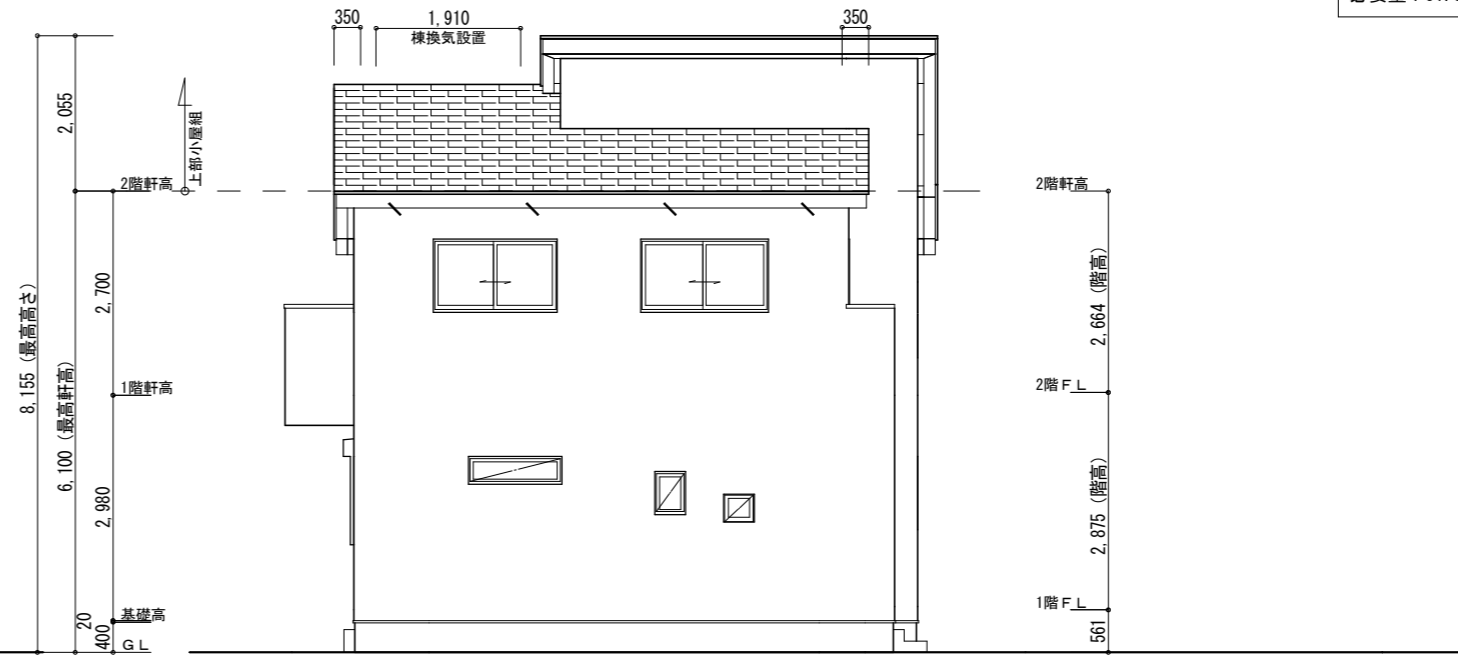 350
1,910
棟換気設置
350
2,055
上部小屋組
2階軒高
2階軒高
8,155 (最高高さ)
6,100 (最高軒高)
2,700
2,664 (階高)
1階軒高
2階ＦＬ
2,980
2,875 (階高)
1階ＦＬ
20
基礎高
400
ＧＬ
561